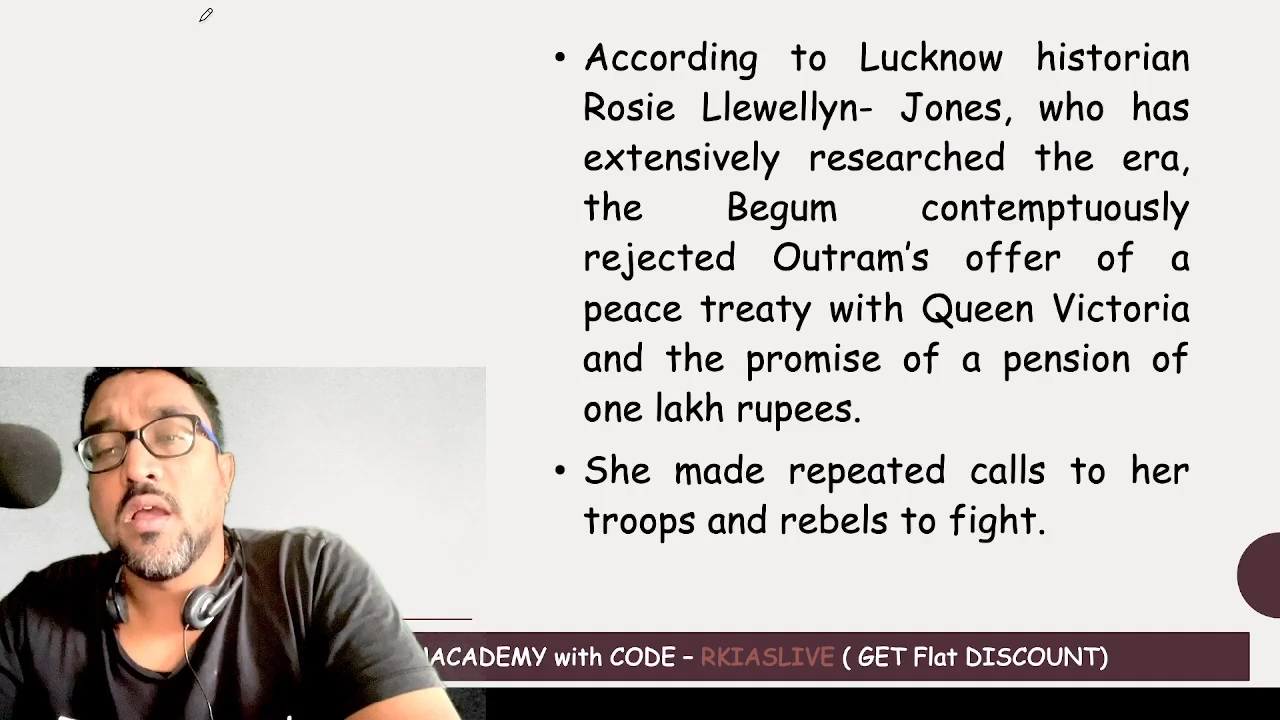 • According to Lucknow historian
Rosie Llewellyn- Jones, who has
extensively researched the era,
the Begum contemptuously
rejected Outram's offer of a
peace treaty with Queen Victoria
and the promise of a pension of
one lakh rupees.
• She made repeated calls to her
troops and rebels to fight.
ACADEMY with CODE – RKIASLIVE ( GET Flat DISCOUNT)